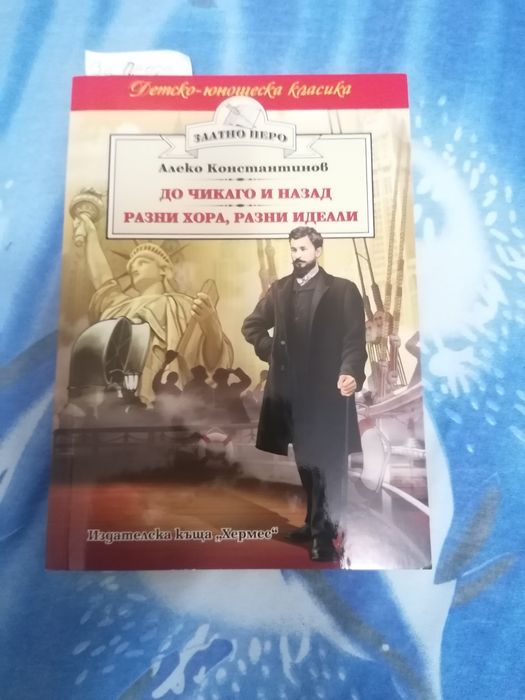 Детско-юношеска класика
ЗЛАТНО ПЕРО
Алеко Константинов
ДО ЧИКАГО И НАЗАД
РАЗНИ ХОРА, РАЗНИ ИДЕАЛИ
Издателска къща „Хермес“